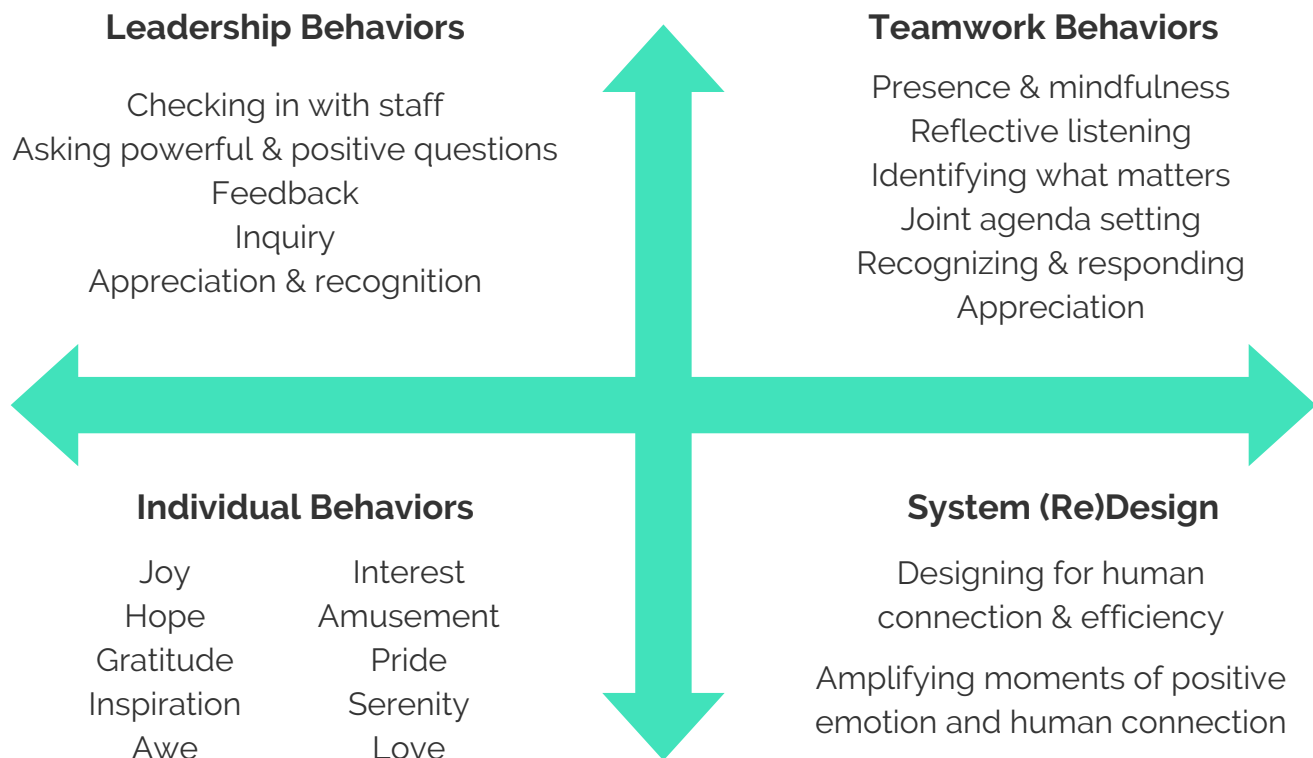 Leadership Behaviors
Checking in with staff
Asking powerful & positive questions
Feedback
Inquiry
Appreciation & recognition
Teamwork Behaviors
Presence & mindfulness
Reflective listening
Identifying what matters
Joint agenda setting
Recognizing & responding
Appreciation
Individual Behaviors
Joy
Hope
Gratitude
Inspiration
Awe
Interest
Amusement
Pride
Serenity
Love
System (Re)Design
Designing for human
connection & efficiency
Amplifying moments of positive
emotion and human connection